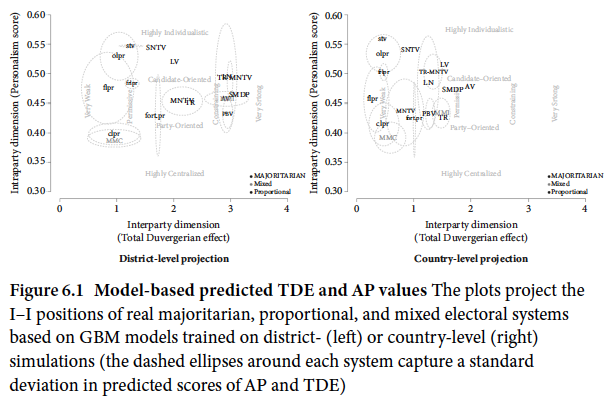 Intraparty dimension (Personalism score)
0.60
0.55
0.50
0.45
0.40
0.35
0.30
Highly Individualistic
stv
SNTV
olpr
LV
Candidate-Oriented
flpr
MNTV
TR
SMDP
PBV
fort.pr
Very Weak
Permissive
Constraining
Very Strong
Party-Oriented
clpr
MMC
Highly Centralized
MAJORITARIAN
Mixed
Proportional
0 1 2 3 4
Interparty dimension
(Total Duvergerian effect)
District-level projection
Intraparty dimension (Personalism score)
0.60
0.55
0.50
0.45
0.40
0.35
0.30
Highly Individualistic
stv
olpr
SNTV
LV
TR-MNTV
Candidate-Oriented
LN
SMDP
AV
flpr
MNTV
fort.pr
PBV
TR
clpr
Party-Oriented
MMC
Very Weak
Constraining
Very Strong
Highly Centralized
MAJORITARIAN
Mixed
Proportional
0 1 2 3 4
Interparty dimension
(Total Duvergerian effect)
Country-level projection
Figure 6.1 Model-based predicted TDE and AP values The plots project the
I–I positions of real majoritarian, proportional, and mixed electoral systems
based on GBM models trained on district- (left) or country-level (right)
simulations (the dashed ellipses around each system capture a standard
deviation in predicted scores of AP and TDE)